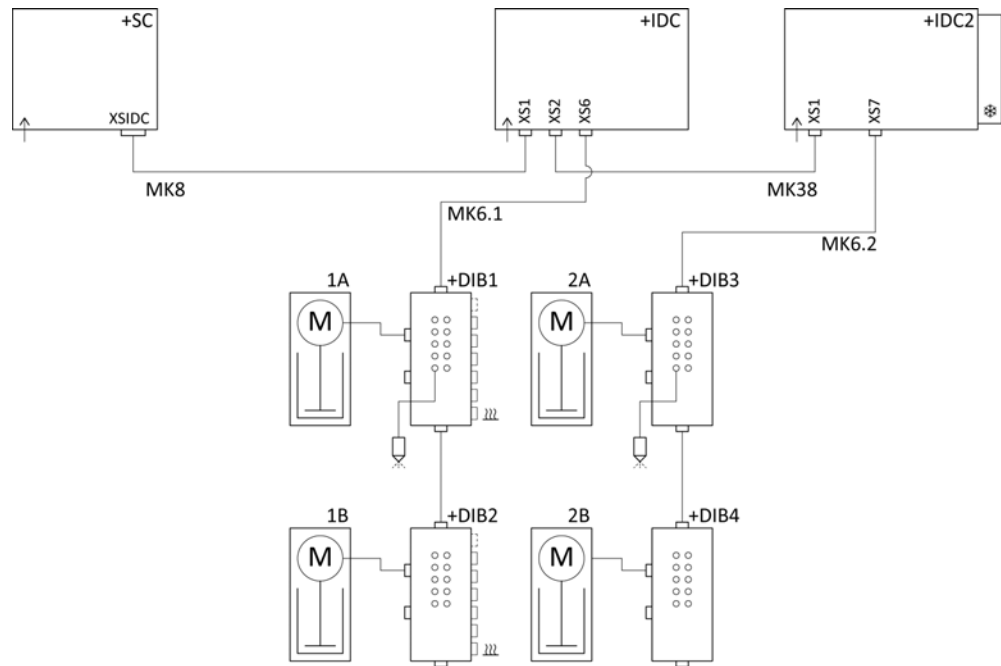 +SC
+IDC
+IDC2
XSIDC
XS1
XS2
XS6
XS1
XS7
MK8
MK38
MK6.1
MK6.2
1A
+DIB1
2A
+DIB3
M
M
1B
+DIB2
2B
+DIB4
M
M